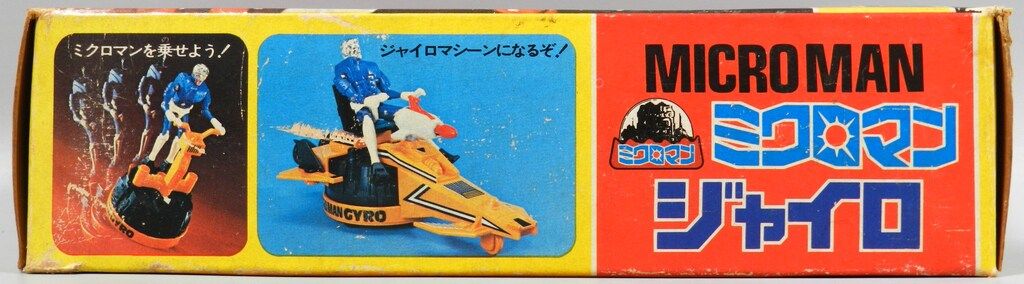 ミクロマンを乗せよう!
GYRO
ジャイロマシーンになるぞ!
MAN GYRO
MICROMAN
ミクロマン
ミクロマン
ジャイロ